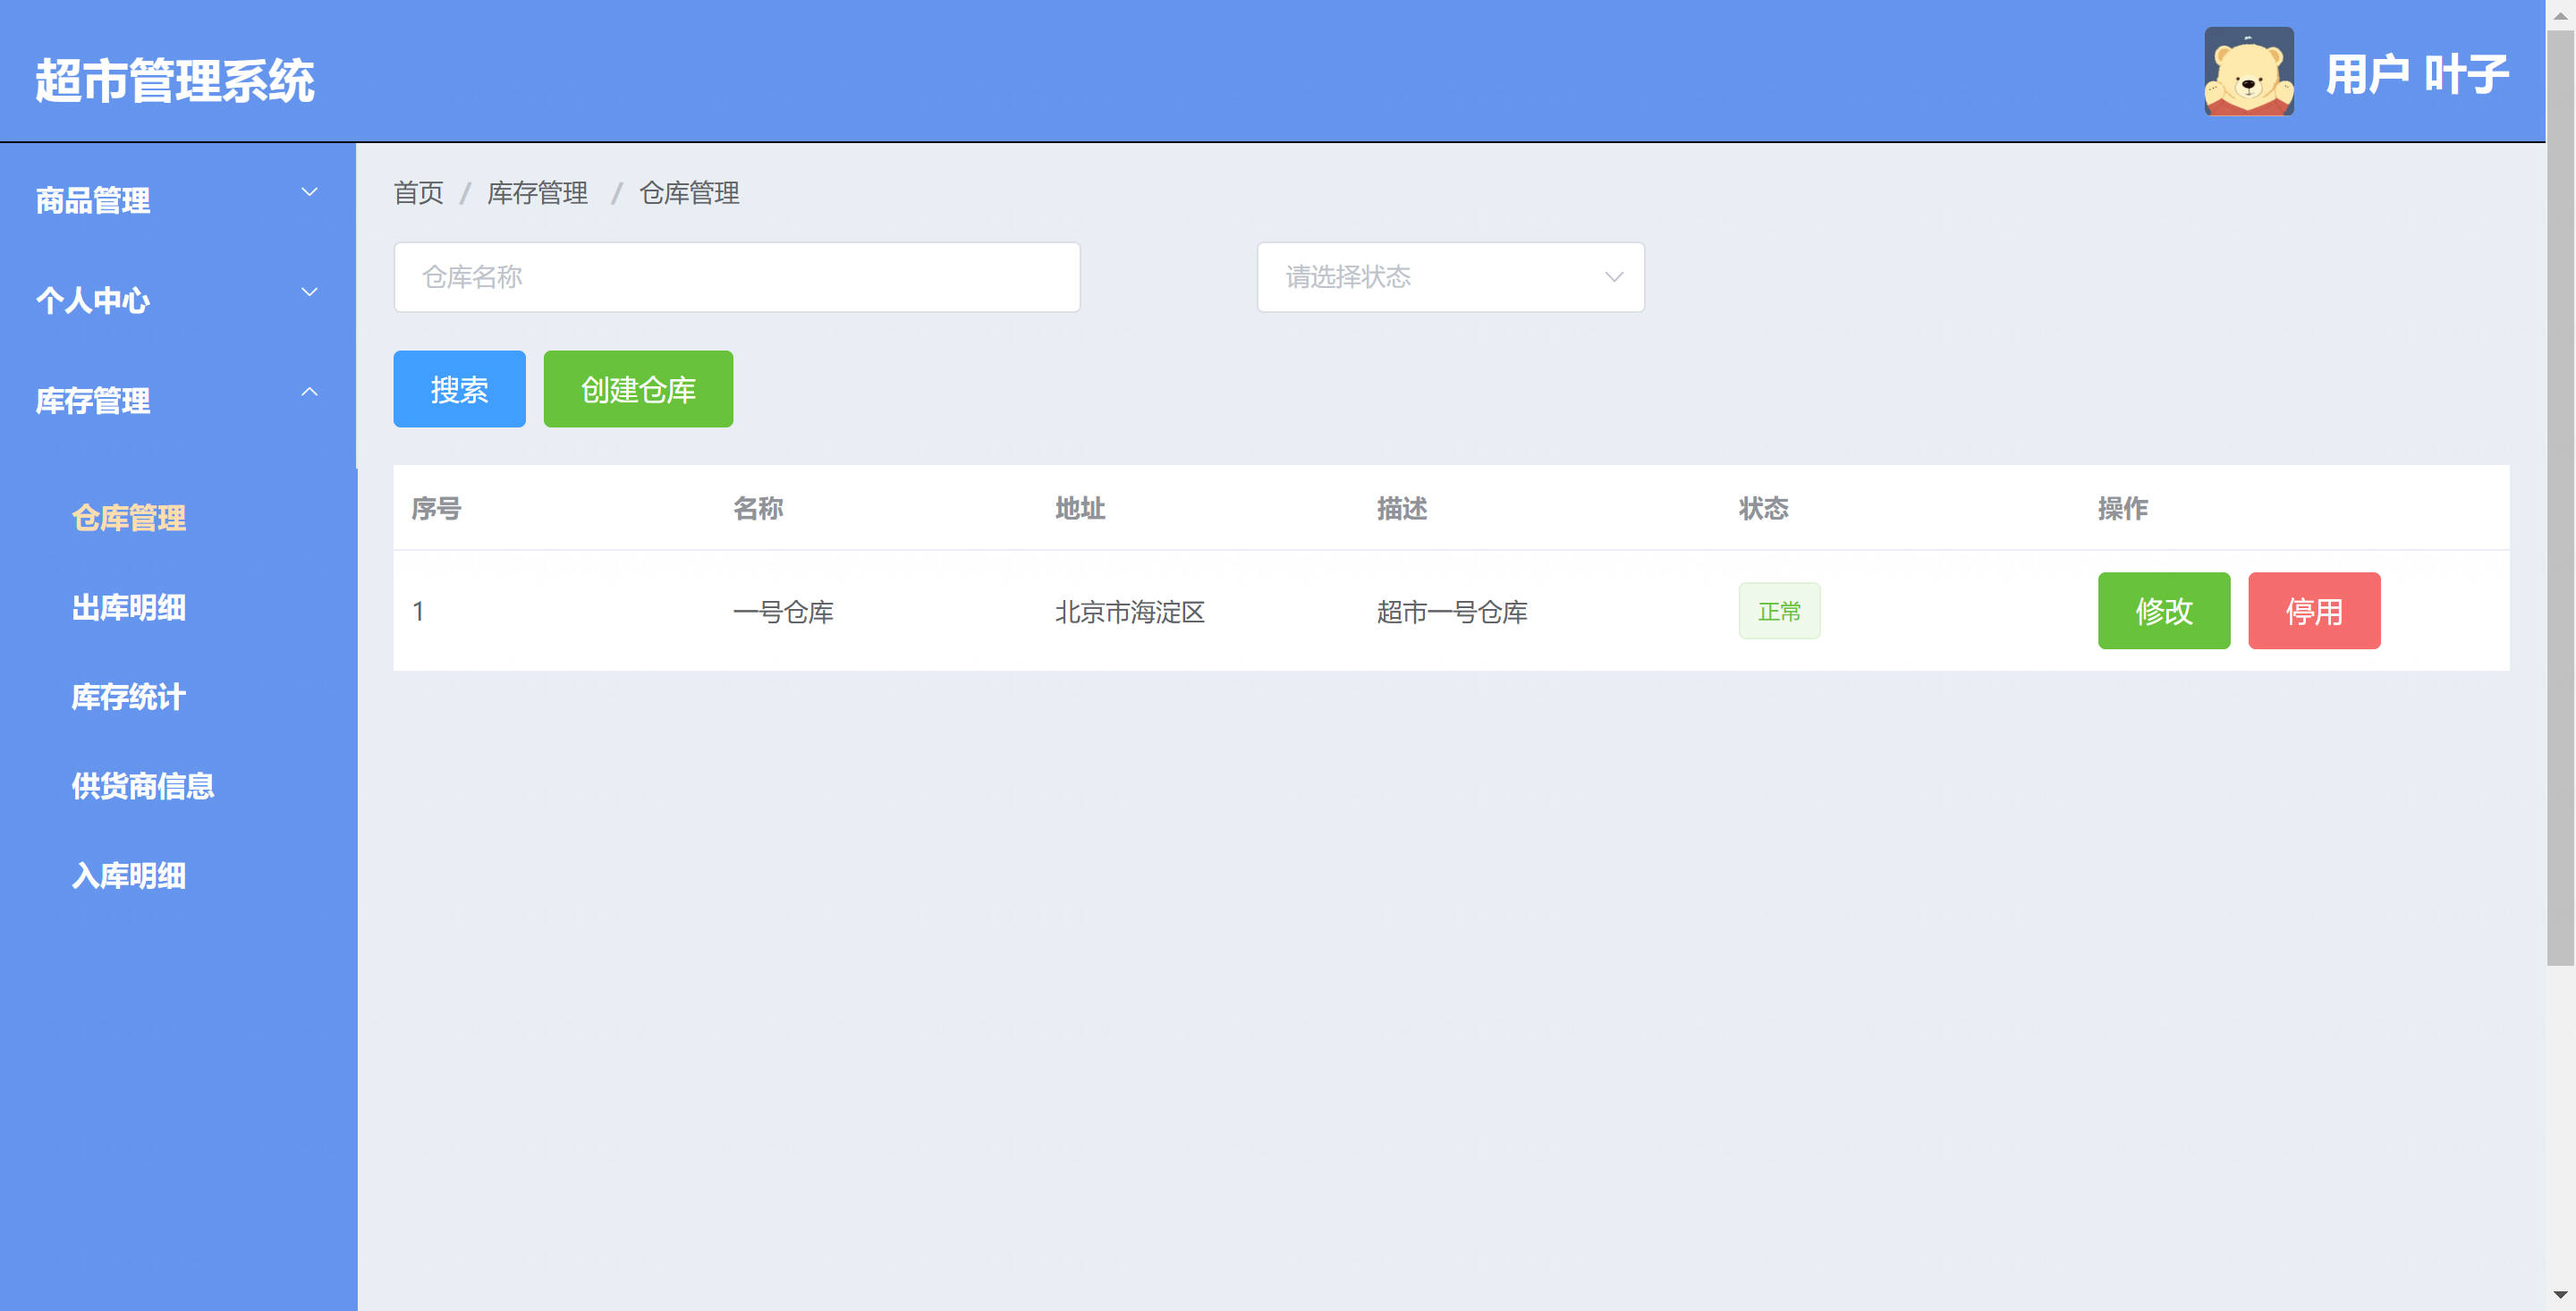 超市管理系统
用户 叶子
商品管理
个人中心
库存管理
仓库管理
出库明细
库存统计
供货商信息
入库明细
首页 / 库存管理 / 仓库管理
仓库名称 请选择状态
搜索 创建仓库
序号 名称 地址 描述 状态 操作
1 一号仓库 北京市海淀区 超市一号仓库 正常 修改 停用